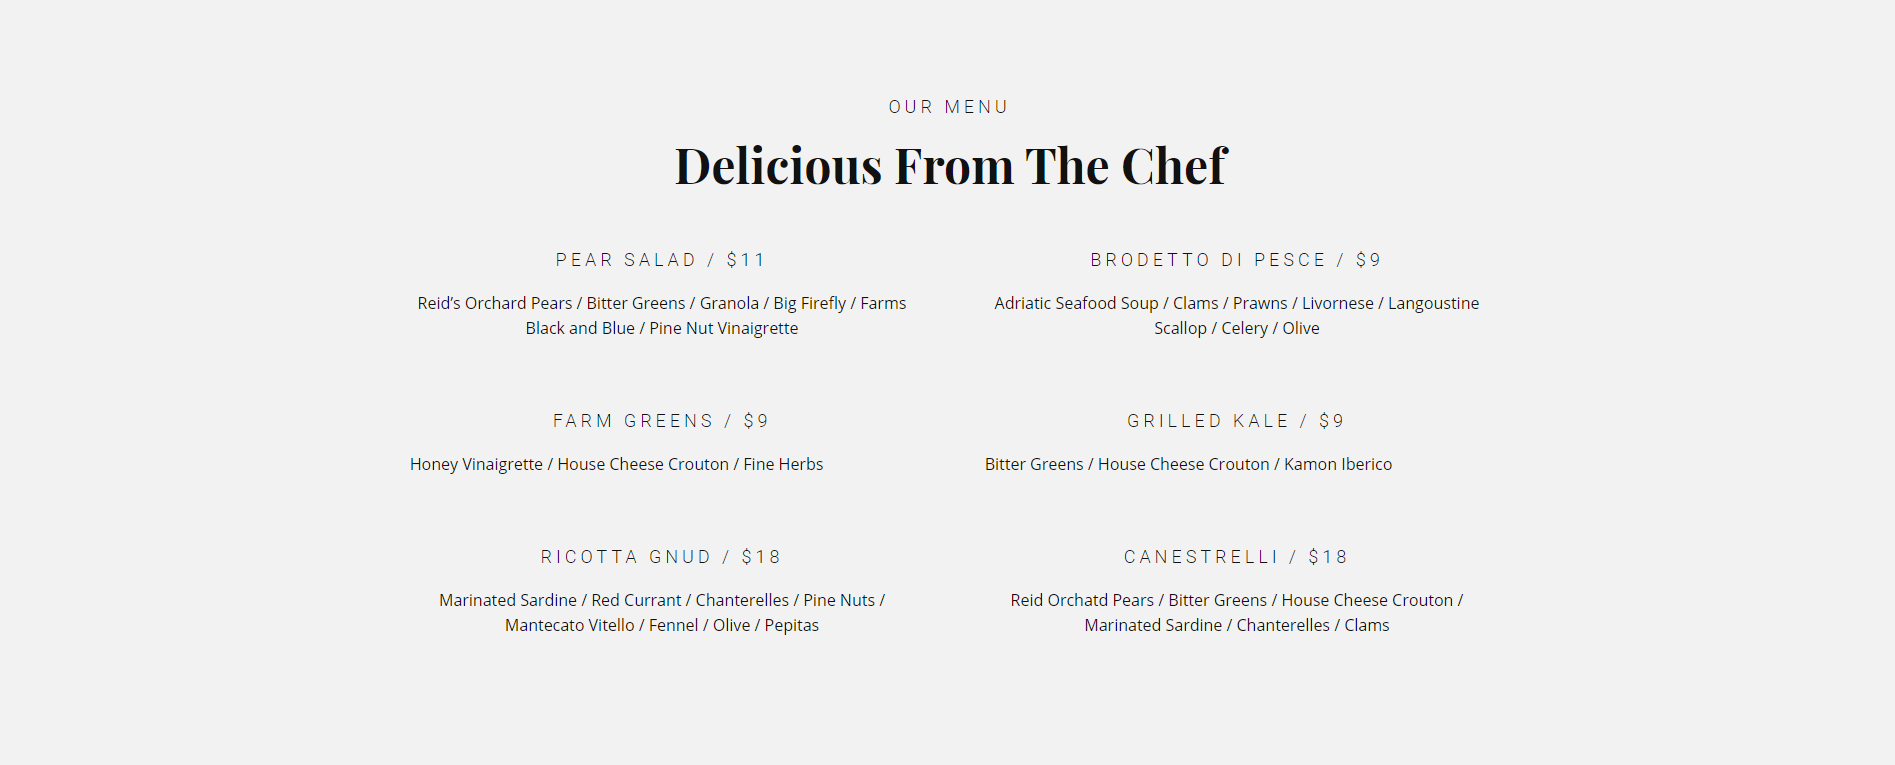 OUR MENU
Delicious From The Chef
PEAR SALAD / $11
Reid’s Orchard Pears / Bitter Greens / Granola / Big Firefly / Farms
Black and Blue / Pine Nut Vinaigrette
BRODETTO DI PESCE / $9
Adriatic Seafood Soup / Clams / Prawns / Livornese / Langoustine
Scallop / Celery / Olive
FARM GREENS / $9
Honey Vinaigrette / House Cheese Crouton / Fine Herbs
GRILLED KALE / $9
Bitter Greens / House Cheese Crouton / Kamon Iberico
RICOTTA GNUD / $18
Marinated Sardine / Red Currant / Chanterelles / Pine Nuts /
Mantecato Vitello / Fennel / Olive / Pepitas
CANESTRELLI / $18
Reid Orchatd Pears / Bitter Greens / House Cheese Crouton /
Marinated Sardine / Chanterelles / Clams